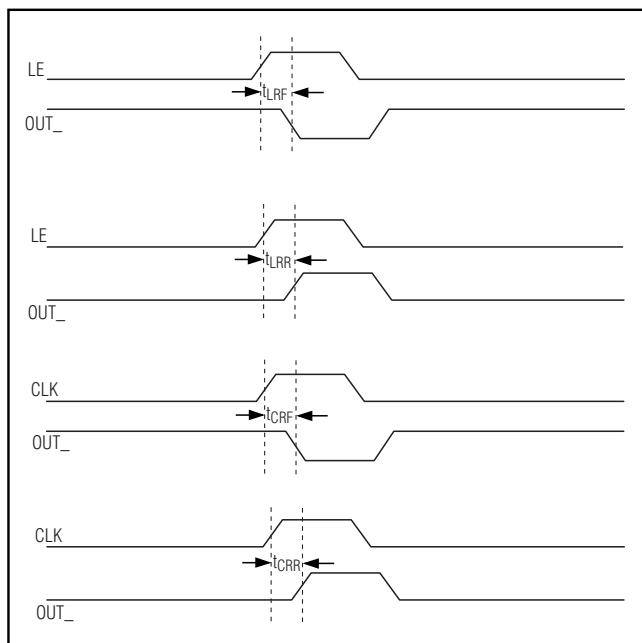 LE
tLRF
OUT_
LE
tLRR
OUT_
CLK
tCRF
OUT_
CLK
tCRR
OUT_